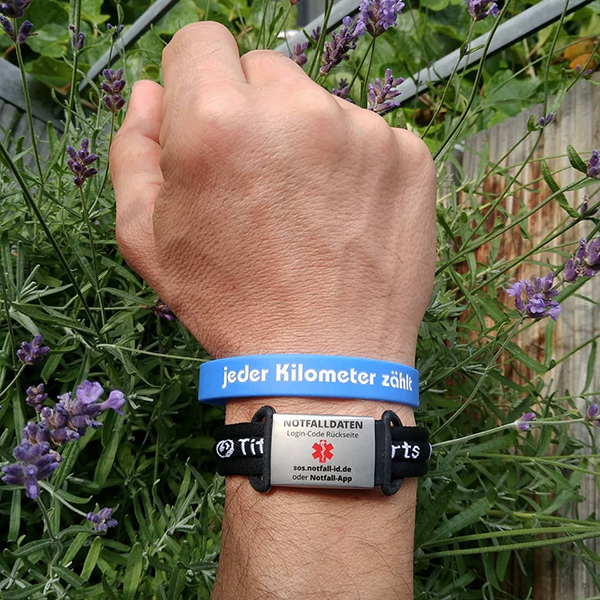 jeder Kilometer zählt
NOTFALLDATEN
Login-Code Rückseite
sos.notfall-id.de
oder Notfall-App